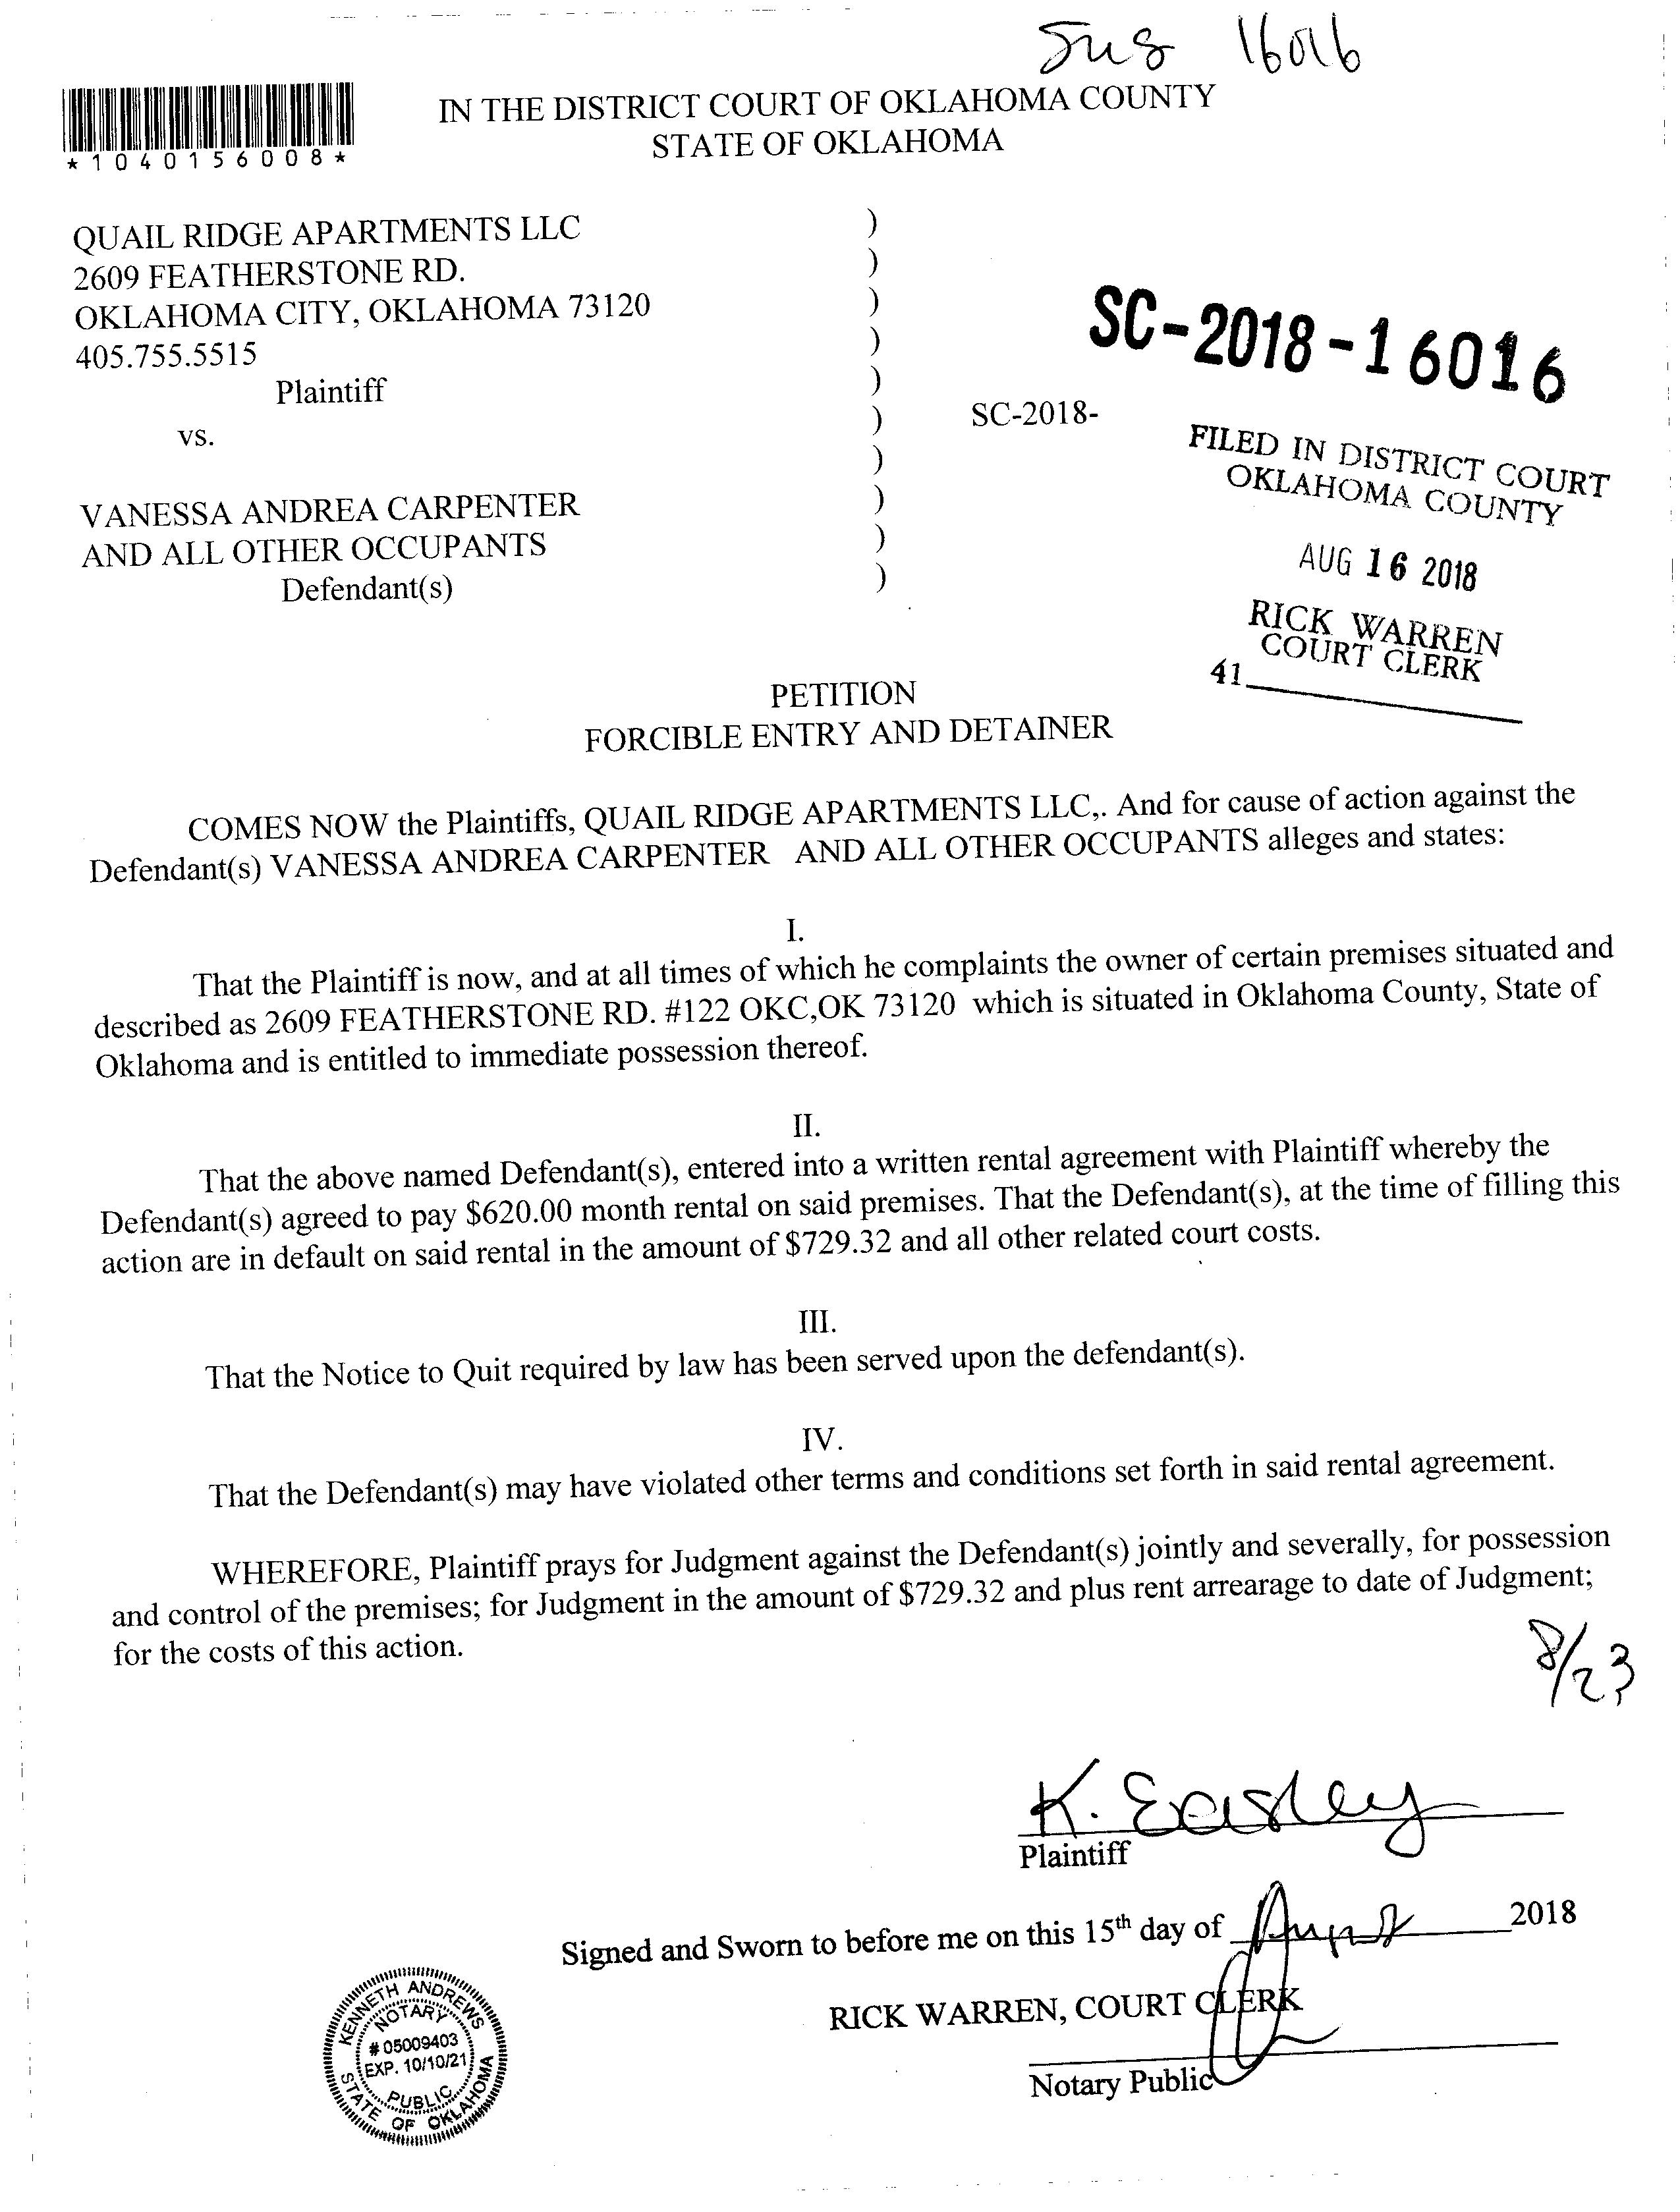 Sus 16016
IN THE DISTRICT COURT OF OKLAHOMA COUNTY
STATE OF OKLAHOMA
*1040156008*
QUAIL RIDGE APARTMENTS LLC )
2609 FEATHERSTONE RD. )
OKLAHOMA CITY, OKLAHOMA 73120 )
405.755.5515 )
Plaintiff )
SC-2018-16016
vs. ) SC-2018-
)
VANESSA ANDREA CARPENTER )
AND ALL OTHER OCCUPANTS )
Defendant(s) )
FILED IN DISTRICT COURT
OKLAHOMA COUNTY
AUG 16 2018
RICK WARREN
COURT CLERK
41
PETITION
FORCIBLE ENTRY AND DETAINER
COMES NOW the Plaintiffs, QUAIL RIDGE APARTMENTS LLC,. And for cause of action against the
Defendant(s) VANESSA ANDREA CARPENTER AND ALL OTHER OCCUPANTS alleges and states:
I.
That the Plaintiff is now, and at all times of which he complaints the owner of certain premises situated and
described as 2609 FEATHERSTONE RD. #122 OKC,OK 73120 which is situated in Oklahoma County, State of
Oklahoma and is entitled to immediate possession thereof.
II.
That the above named Defendant(s), entered into a written rental agreement with Plaintiff whereby the
Defendant(s) agreed to pay $620.00 month rental on said premises. That the Defendant(s), at the time of filling this
action are in default on said rental in the amount of $729.32 and all other related court costs.
III.
That the Notice to Quit required by law has been served upon the defendant(s).
IV.
That the Defendant(s) may have violated other terms and conditions set forth in said rental agreement.
WHEREFORE, Plaintiff prays for Judgment against the Defendant(s) jointly and severally, for possession
and control of the premises; for Judgment in the amount of $729.32 and plus rent arrearage to date of Judgment;
for the costs of this action.
8/23
K. Easley
Plaintiff
Signed and Sworn to before me on this 15th day of August 2018
RICK WARREN, COURT CLERK
Notary Public
KENNETH ANDREWS
NOTARY
# 05009403
EXP. 10/10/21
PUBLIC
STATE OF OKLAHOMA